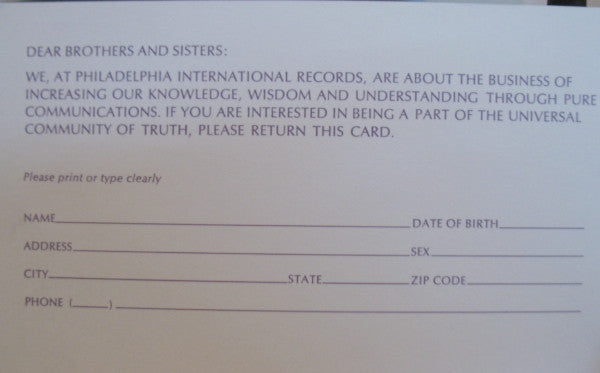 DEAR BROTHERS AND SISTERS:
WE, AT PHILADELPHIA INTERNATIONAL RECORDS, ARE ABOUT THE BUSINESS OF
INCREASING OUR KNOWLEDGE, WISDOM AND UNDERSTANDING THROUGH PURE
COMMUNICATIONS. IF YOU ARE INTERESTED IN BEING A PART OF THE UNIVERSAL
COMMUNITY OF TRUTH, PLEASE RETURN THIS CARD.
Please print or type clearly
NAME DATE OF BIRTH
ADDRESS SEX
CITY STATE ZIP CODE
PHONE ( )